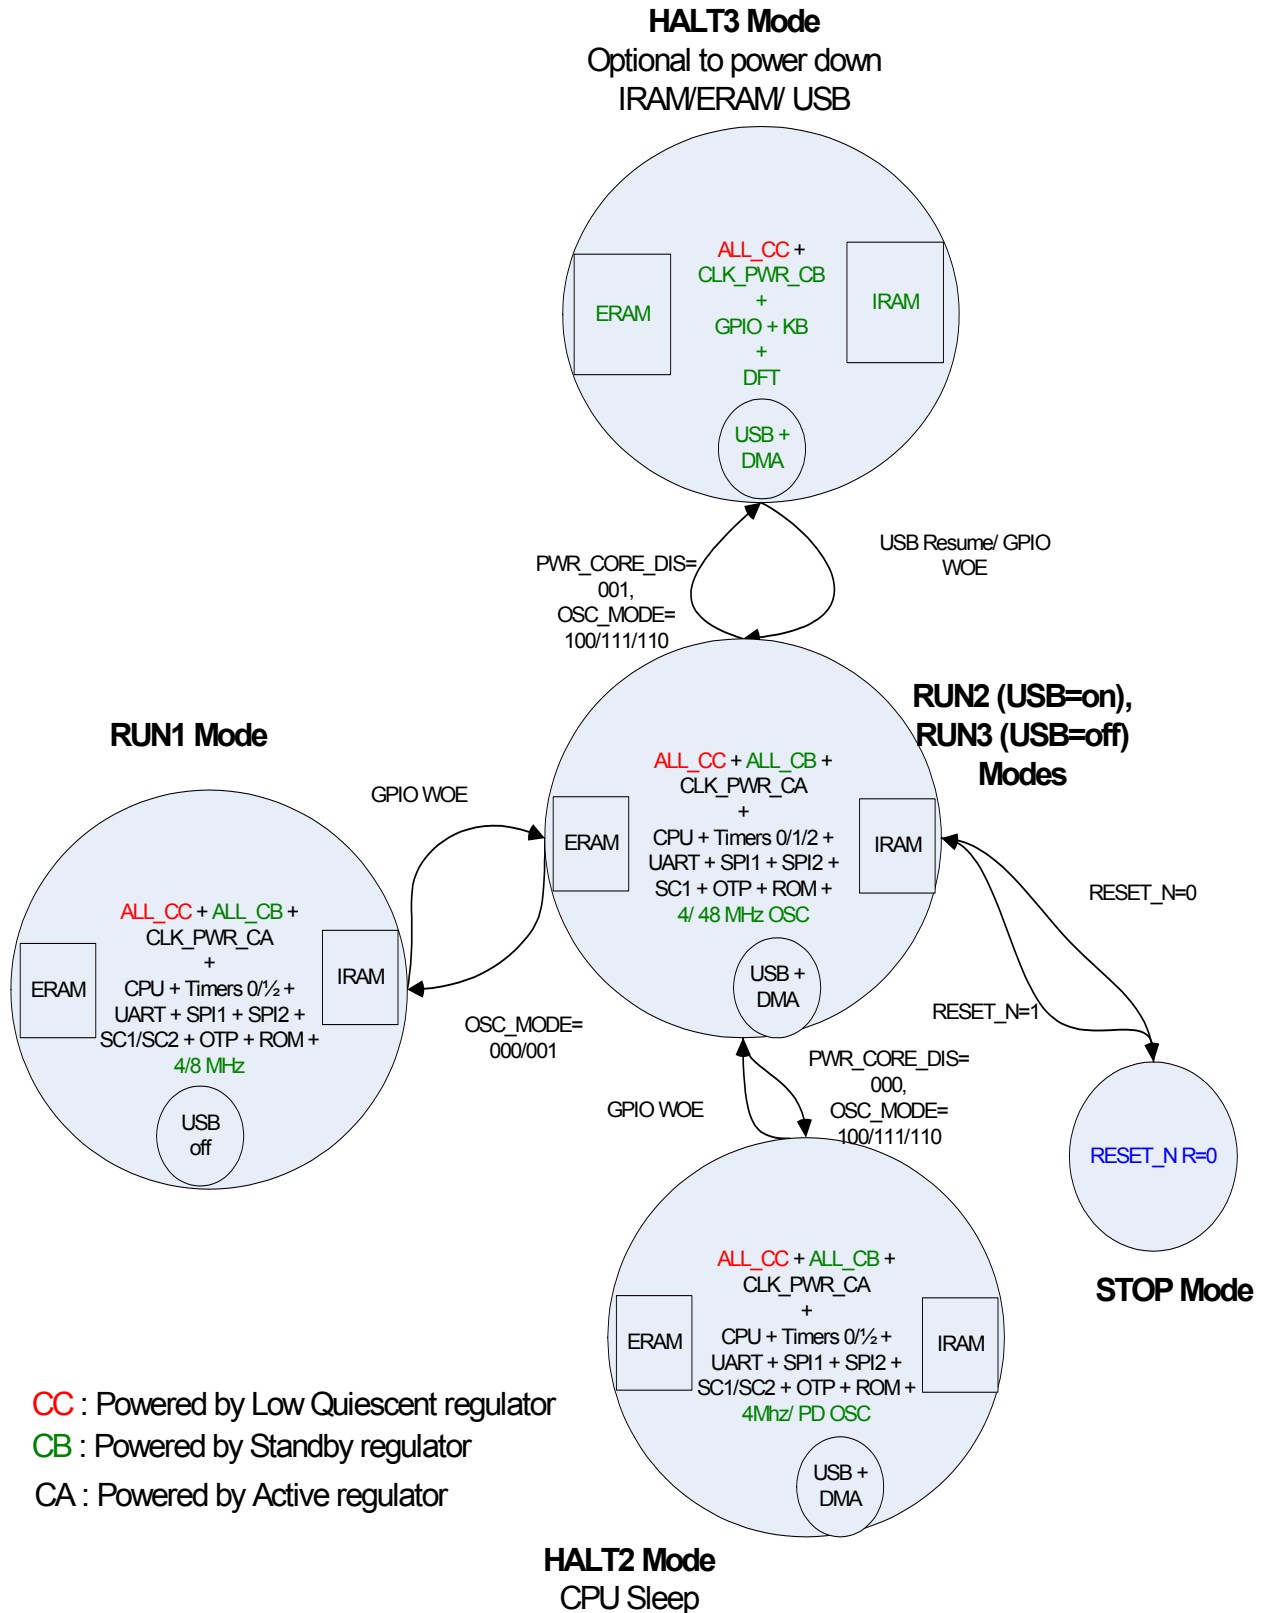 HALT3 Mode
Optional to power down
IRAM/ERAM/ USB
ALL_CC +
CLK_PWR_CB
+
GPIO + KB
+
DFT
ERAM
IRAM
USB +
DMA
PWR_CORE_DIS=
001,
OSC_MODE=
100/111/110
USB Resume/ GPIO
WOE
RUN2 (USB=on),
RUN3 (USB=off)
Modes
ALL_CC + ALL_CB +
CLK_PWR_CA
+
CPU + Timers 0/1/2 +
UART + SPI1 + SPI2 +
SC1 + OTP + ROM +
4/ 48 MHz OSC
ERAM
IRAM
USB +
DMA
RUN1 Mode
GPIO WOE
ALL_CC + ALL_CB +
CLK_PWR_CA
+
CPU + Timers 0/½ +
UART + SPI1 + SPI2 +
SC1/SC2 + OTP + ROM +
4/8 MHz
ERAM
IRAM
USB
off
OSC_MODE=
000/001
RESET_N=0
RESET_N=1
RESET_N R=0
STOP Mode
GPIO WOE
PWR_CORE_DIS=
000,
OSC_MODE=
100/111/110
ALL_CC + ALL_CB +
CLK_PWR_CA
+
CPU + Timers 0/½ +
UART + SPI1 + SPI2 +
SC1/SC2 + OTP + ROM +
4Mhz/ PD OSC
ERAM
IRAM
USB +
DMA
HALT2 Mode
CPU Sleep
CC : Powered by Low Quiescent regulator
CB : Powered by Standby regulator
CA : Powered by Active regulator